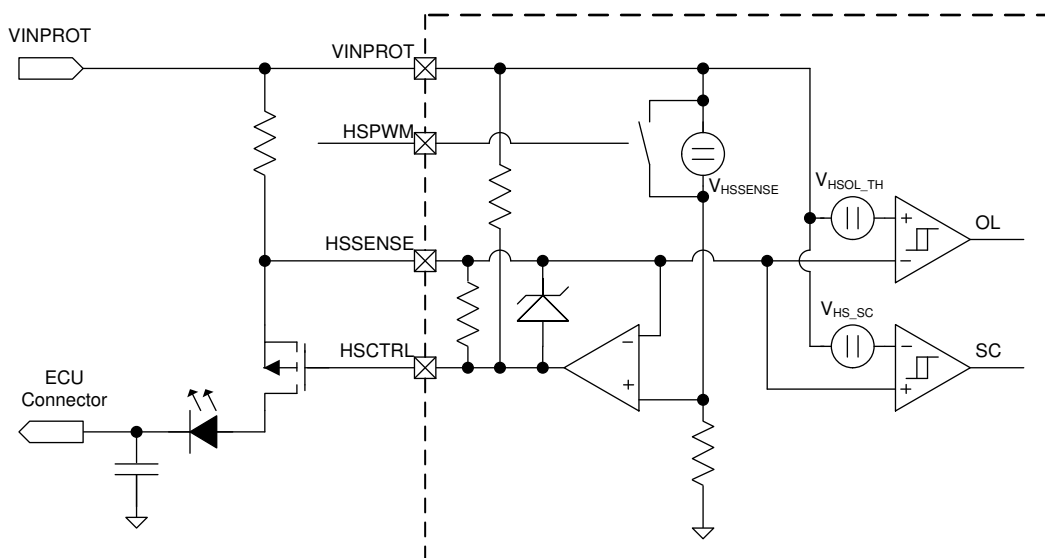 VINPROT
VINPROT
HSPWM
VHSSENSE
VHSOL_TH
OL
HSSENSE
VHS_SC
SC
HSCTRL
ECU
Connector
+
−
−
+
−
+